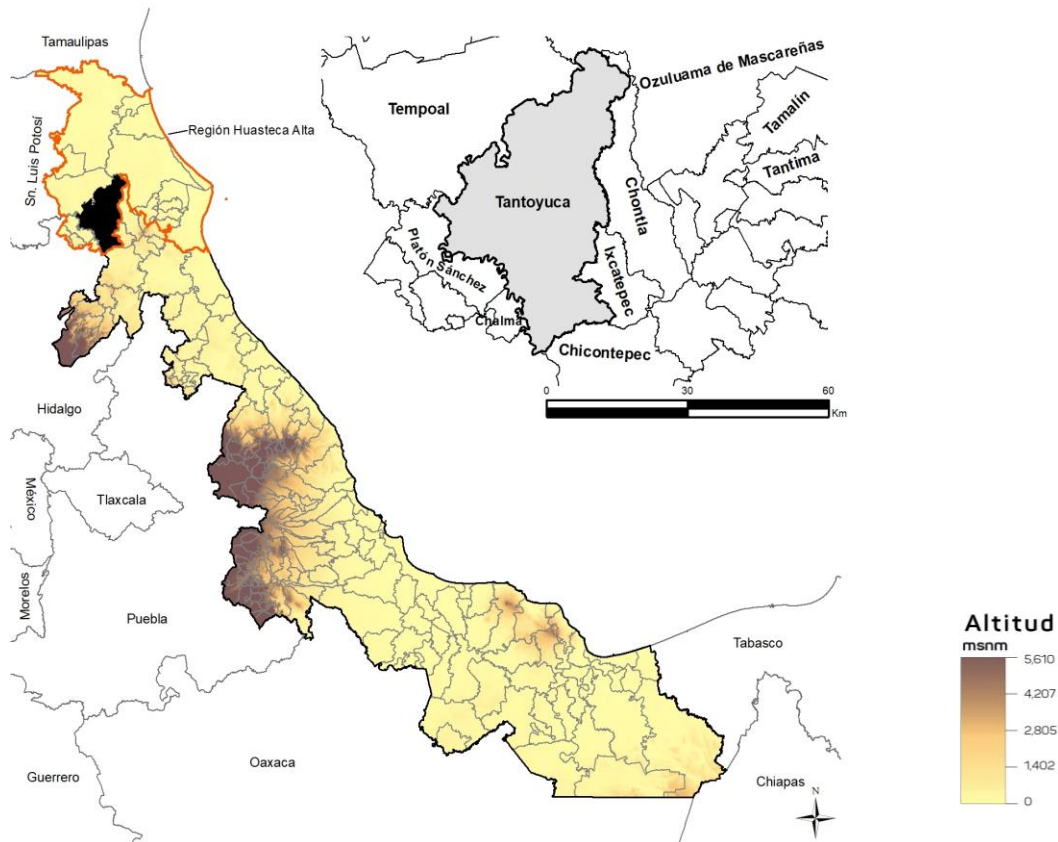 Tamaulipas
Sn. Luis Potosí
Región Huasteca Alta
Hidalgo
México
Tlaxcala
Morelos
Puebla
Guerrero
Oaxaca
Tabasco
Chiapas
N
Tempoal
Ozuluama de Mascareñas
Tamalín
Tantima
Tantoyuca
Chontla
Platón Sánchez
Ixcatepec
Chalma
Chicontepec
0 30 60
Km
Altitud
msnm
5,610
4,207
2,805
1402
0